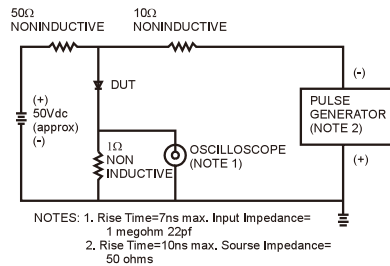 50Ω
NONINDUCTIVE
10Ω
NONINDUCTIVE
(+)
50Vdc
(approx)
(-)
DUT
1Ω
NON
INDUCTIVE
OSCILLOSCOPE
(NOTE 1)
(-)
PULSE
GENERATOR
(NOTE 2)
(+)
NOTES: 1. Rise Time=7ns max. Input Impedance=
1 megohm 22pf
2. Rise Time=10ns max. Sourse Impedance=
50 ohms